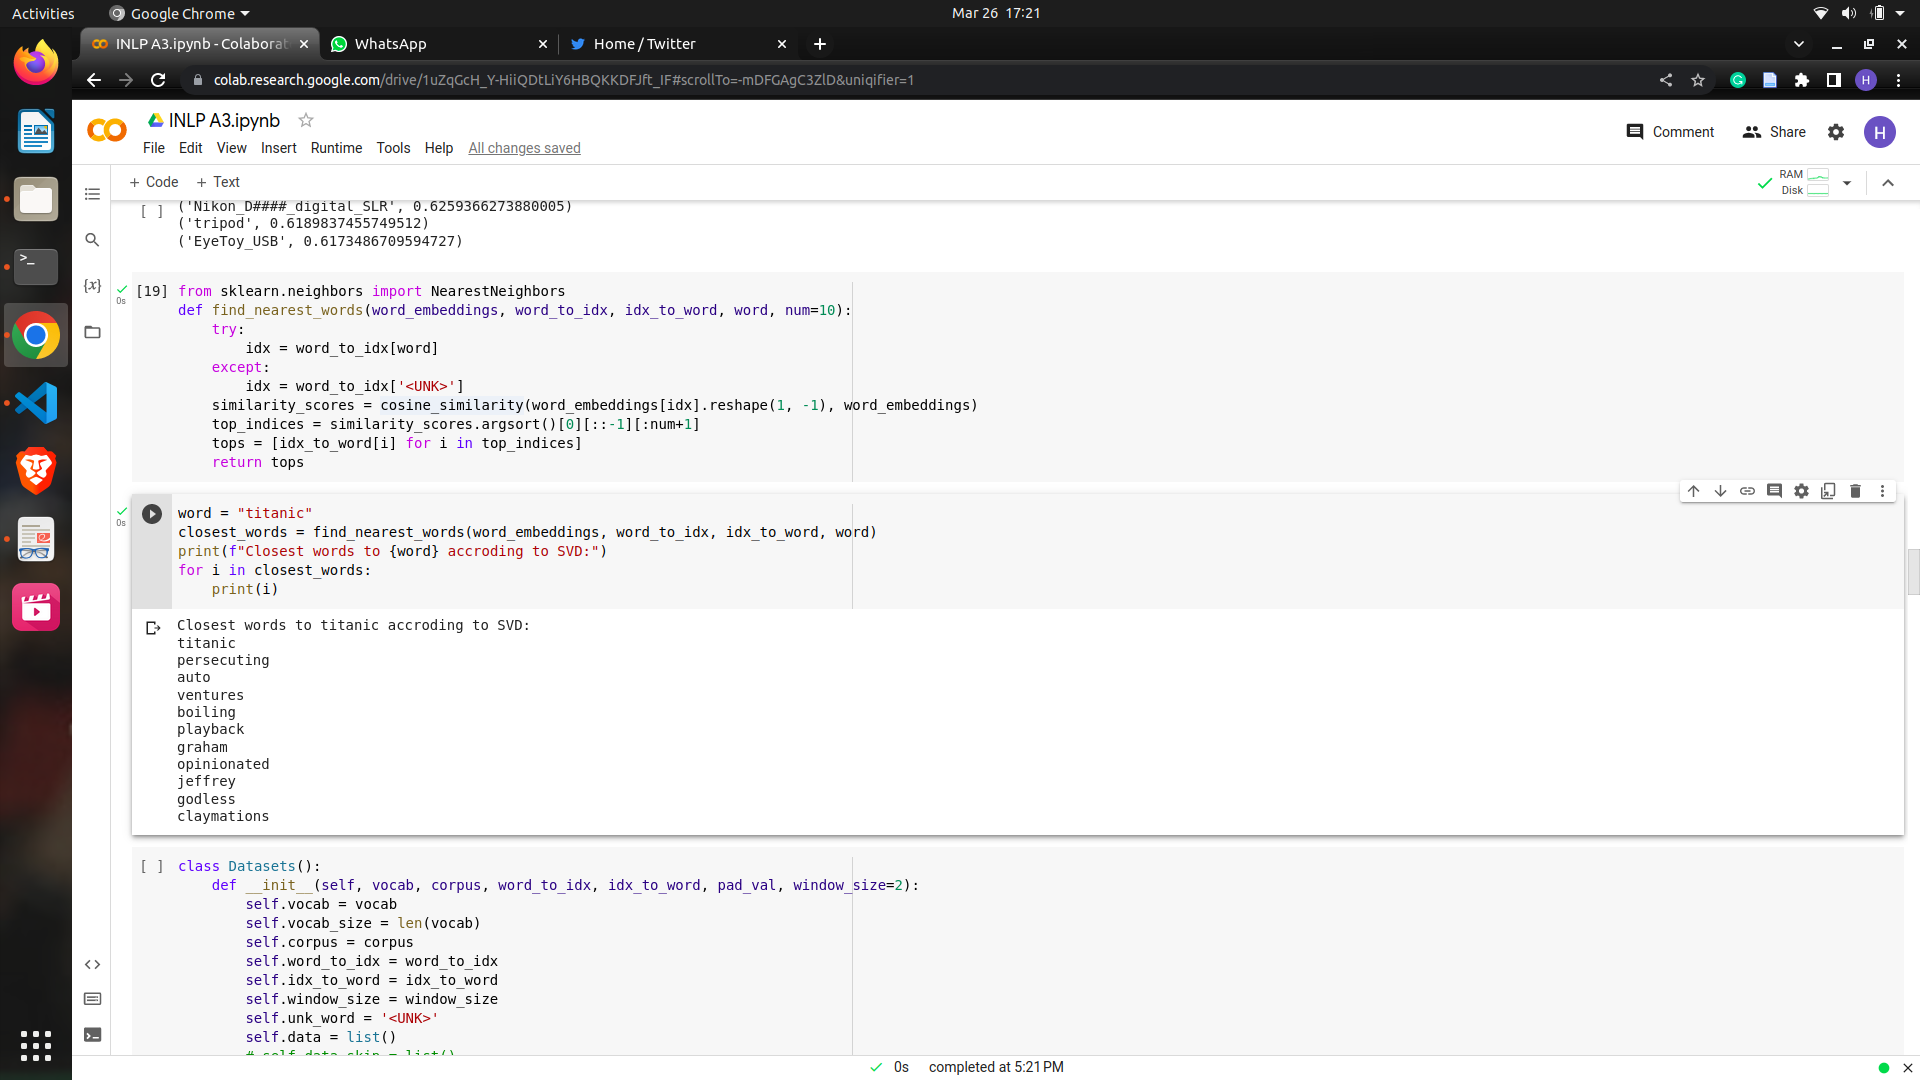 Activities
Google Chrome
Mar 26 17:21
INLP A3.ipynb - Colaborat
WhatsApp
Home / Twitter
colab.research.google.com/drive/1uZqGcH_Y-HiiQDtLiY6HBQKKDFJft_IF#scrollTo=-mDFGAgC3ZlD&uniqifier=1
H
INLP A3.ipynb
Comment
Share
H
File Edit View Insert Runtime Tools Help All changes saved
+ Code + Text
RAM
Disk
[ ] ('Nikon_D####_digital_SLR', 0.6259366273880005)
('tripod', 0.6189837455749512)
('EyeToy_USB', 0.6173486709594727)
{x}
0s
[19] from sklearn.neighbors import NearestNeighbors
def find_nearest_words(word_embeddings, word_to_idx, idx_to_word, word, num=10):
    try:
        idx = word_to_idx[word]
    except:
        idx = word_to_idx['<UNK>']
    similarity_scores = cosine_similarity(word_embeddings[idx].reshape(1, -1), word_embeddings)
    top_indices = similarity_scores.argsort()[0][::-1][:num+1]
    tops = [idx_to_word[i] for i in top_indices]
    return tops
0s
word = "titanic"
closest_words = find_nearest_words(word_embeddings, word_to_idx, idx_to_word, word)
print(f"Closest words to {word} accroding to SVD:")
for i in closest_words:
    print(i)
Closest words to titanic accroding to SVD:
titanic
persecuting
auto
ventures
boiling
playback
graham
opinionated
jeffrey
godless
claymations
[ ] class Datasets():
    def __init__(self, vocab, corpus, word_to_idx, idx_to_word, pad_val, window_size=2):
        self.vocab = vocab
        self.vocab_size = len(vocab)
        self.corpus = corpus
        self.word_to_idx = word_to_idx
        self.idx_to_word = idx_to_word
        self.window_size = window_size
        self.unk_word = '<UNK>'
        self.data = list()
        # self.data_skip = list()
0s completed at 5:21 PM